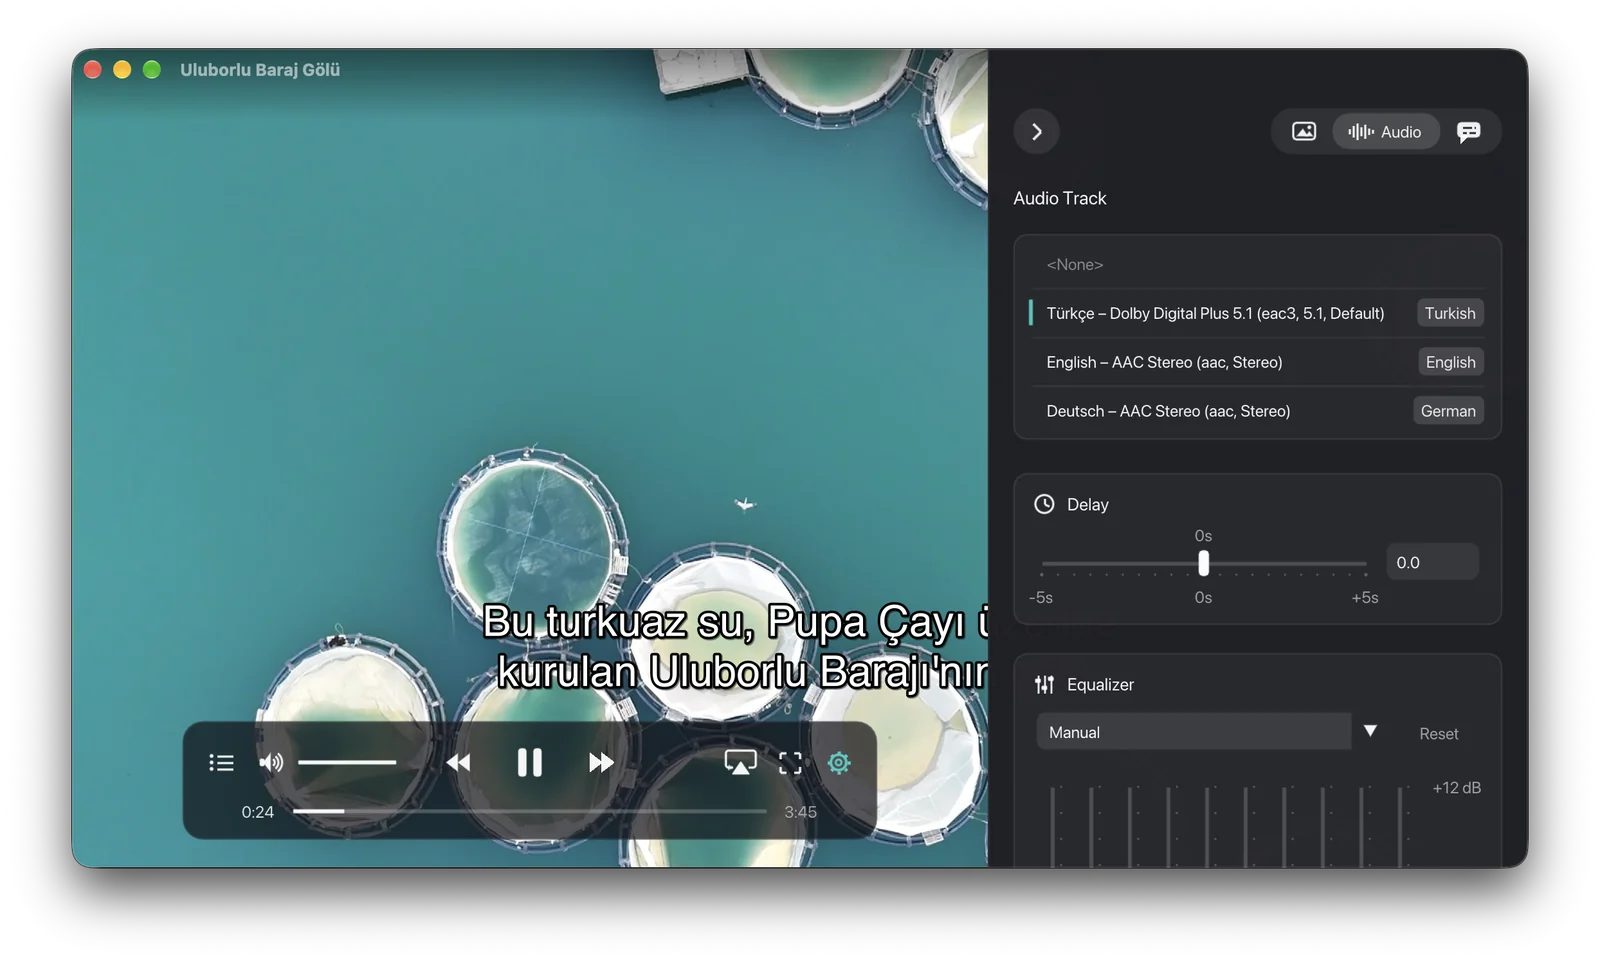 Uluborlu Baraj Gölü
Audio
Audio Track
<None>
Türkçe – Dolby Digital Plus 5.1 (eac3, 5.1, Default)
Turkish
English – AAC Stereo (aac, Stereo)
English
Deutsch – AAC Stereo (aac, Stereo)
German
Delay
0s
0.0
-5s
0s
+5s
Equalizer
Manual
Reset
+12 dB
Bu turkuaz su, Pupa Çayı
kurulan Uluborlu Barajı'nın
0:24
3:45